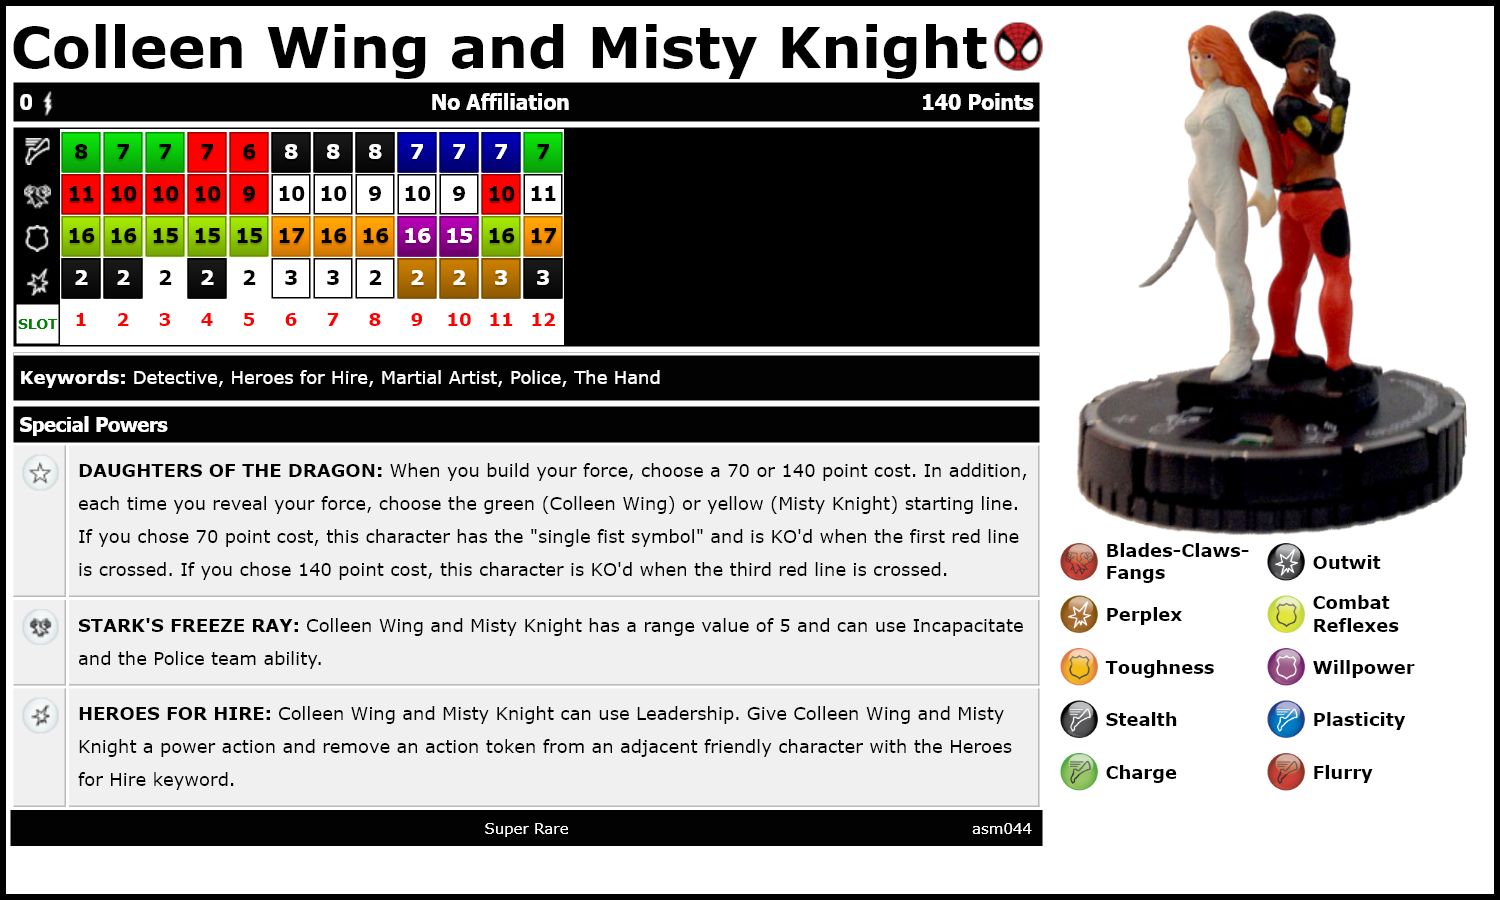 Colleen Wing and Misty Knight
0 No Affiliation 140 Points
8 7 7 7 6 8 8 8 7 7 7 7
11 10 10 10 9 10 10 9 10 9 10 11
16 16 15 15 15 17 16 16 16 15 16 17
2 2 2 2 2 3 3 2 2 2 3 3
SLOT 1 2 3 4 5 6 7 8 9 10 11 12
Keywords: Detective, Heroes for Hire, Martial Artist, Police, The Hand
Special Powers
DAUGHTERS OF THE DRAGON: When you build your force, choose a 70 or 140 point cost. In addition,
each time you reveal your force, choose the green (Colleen Wing) or yellow (Misty Knight) starting line.
If you chose 70 point cost, this character has the "single fist symbol" and is KO'd when the first red line
is crossed. If you chose 140 point cost, this character is KO'd when the third red line is crossed.
STARK'S FREEZE RAY: Colleen Wing and Misty Knight has a range value of 5 and can use Incapacitate
and the Police team ability.
HEROES FOR HIRE: Colleen Wing and Misty Knight can use Leadership. Give Colleen Wing and Misty
Knight a power action and remove an action token from an adjacent friendly character with the Heroes
for Hire keyword.
Super Rare asm044
Blades-Claws-
Fangs
Outwit
Perplex
Combat
Reflexes
Toughness
Willpower
Stealth
Plasticity
Charge
Flurry